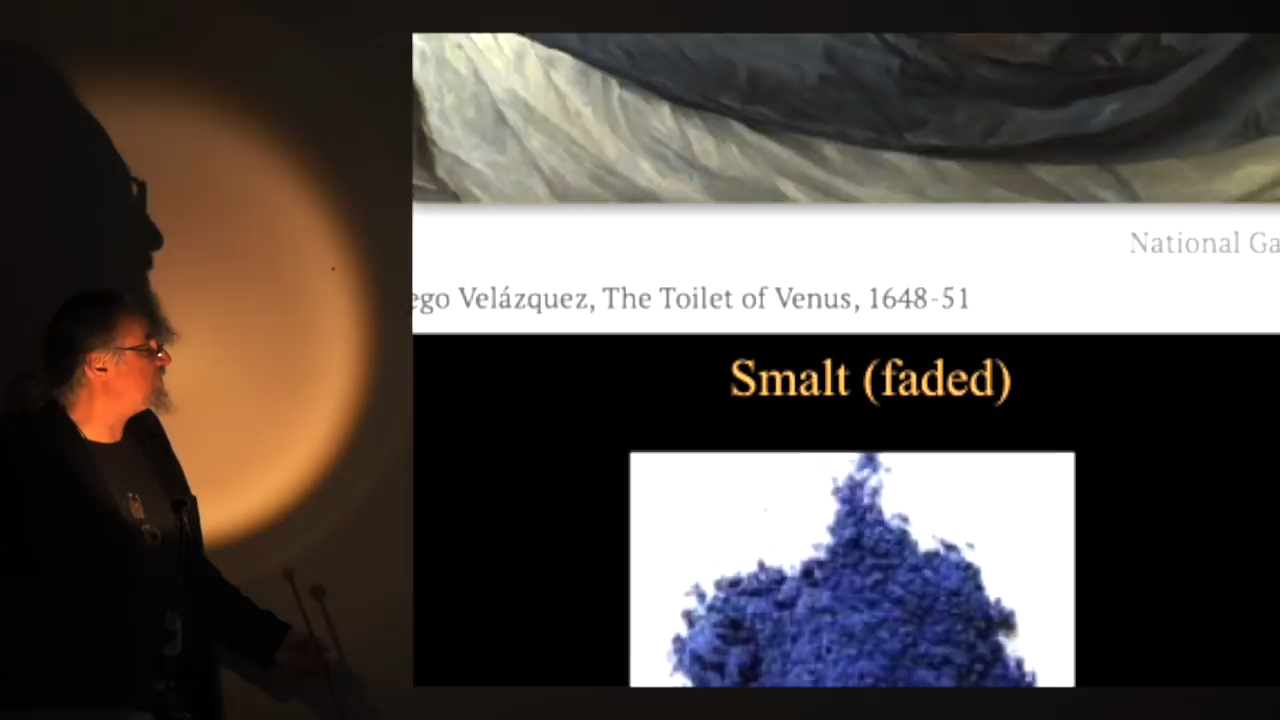 National Ga
ego Velázquez, The Toilet of Venus, 1648-51
Smalt (faded)